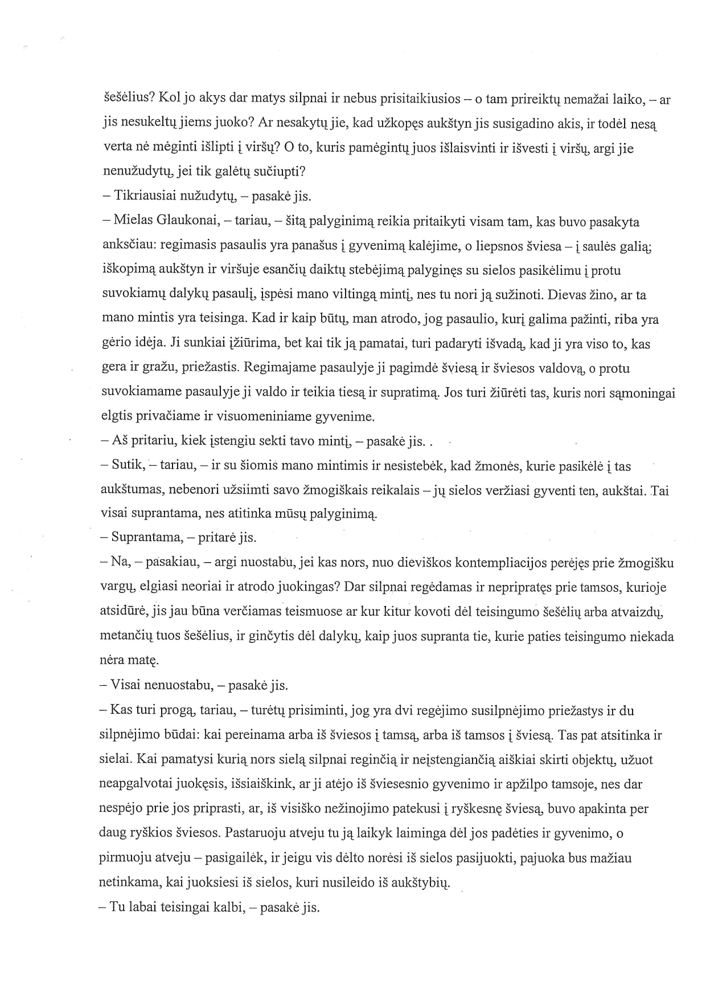 šešėlius? Kol jo akys dar matys silpnai ir nebus prisitaikiusios – o tam prireiktų nemažai laiko, – ar
jis nesukeltų jiems juoko? Ar nesakytų jie, kad užkopęs aukštyn jis susigadino akis, ir todėl nesą
verta nė mėginti išlipti į viršų? O to, kuris pamėgintų juos išlaisvinti ir išvesti į viršų, argi jie
nenužudytų, jei tik galėtų sučiupti?
– Tikriausiai nužudytų, – pasakė jis.
– Mielas Glaukonai, – tariau, – šitą palyginimą reikia pritaikyti visam tam, kas buvo pasakyta
anksčiau: regimasis pasaulis yra panašus į gyvenimą kalėjime, o liepsnos šviesa – į saulės galią;
iškopimą aukštyn ir viršuje esančių daiktų stebėjimą palyginęs su sielos pasikėlimu į protu
suvokiamų dalykų pasaulį, įspėsi mano viltingą mintį, nes tu nori ją sužinoti. Dievas žino, ar ta
mano mintis yra teisinga. Kad ir kaip būtų, man atrodo, jog pasaulio, kurį galima pažinti, riba yra
gėrio idėja. Ji sunkiai įžiūrima, bet kai tik ją pamatai, turi padaryti išvadą, kad ji yra viso to, kas
gera ir gražu, priežastis. Regimajame pasaulyje ji pagimdė šviesą ir šviesos valdovą, o protu
suvokiamame pasaulyje ji valdo ir teikia tiesą ir supratimą. Jos turi žiūrėti tas, kuris nori sąmoningai
elgtis privačiame ir visuomeniniame gyvenime.
– Aš pritariu, kiek įstengiu sekti tavo mintį, – pasakė jis. .
– Sutik, – tariau, – ir su šiomis mano mintimis ir nesistebėk, kad žmonės, kurie pasikėlė į tas
aukštumas, nebenori užsiimti savo žmogiškais reikalais – jų sielos veržiasi gyventi ten, aukštai. Tai
visai suprantama, nes atitinka mūsų palyginimą.
– Suprantama, – pritarė jis.
– Na, – pasakiau, – argi nuostabu, jei kas nors, nuo dieviškos kontempliacijos perėjęs prie žmogišku
vargų, elgiasi neoriai ir atrodo juokingas? Dar silpnai regėdamas ir nepripratęs prie tamsos, kurioje
atsidūrė, jis jau būna verčiamas teismuose ar kur kitur kovoti dėl teisingumo šešėlių arba atvaizdų,
metančių tuos šešėlius, ir ginčytis dėl dalykų, kaip juos supranta tie, kurie paties teisingumo niekada
nėra matę.
– Visai nenuostabu, – pasakė jis.
– Kas turi progą, tariau, – turėtų prisiminti, jog yra dvi regėjimo susilpnėjimo priežastys ir du
silpnėjimo būdai: kai pereinama arba iš šviesos į tamsą, arba iš tamsos į šviesą. Tas pat atsitinka ir
sielai. Kai pamatysi kurią nors sielą silpnai reginčią ir neįstengiančią aiškiai skirti objektų, užuot
neapgalvotai juokęsis, išsiaiškink, ar ji atėjo iš šviesesnio gyvenimo ir apžilpo tamsoje, nes dar
nespėjo prie jos priprasti, ar, iš visiško nežinojimo patekusi į ryškesnę šviesą, buvo apakinta per
daug ryškios šviesos. Pastaruoju atveju tu ją laikyk laiminga dėl jos padėties ir gyvenimo, o
pirmuoju atveju – pasigailėk, ir jeigu vis dėlto norėsi iš sielos pasijuokti, pajuoka bus mažiau
netinkama, kai juoksiesi iš sielos, kuri nusileido iš aukštybių.
– Tu labai teisingai kalbi, – pasakė jis.